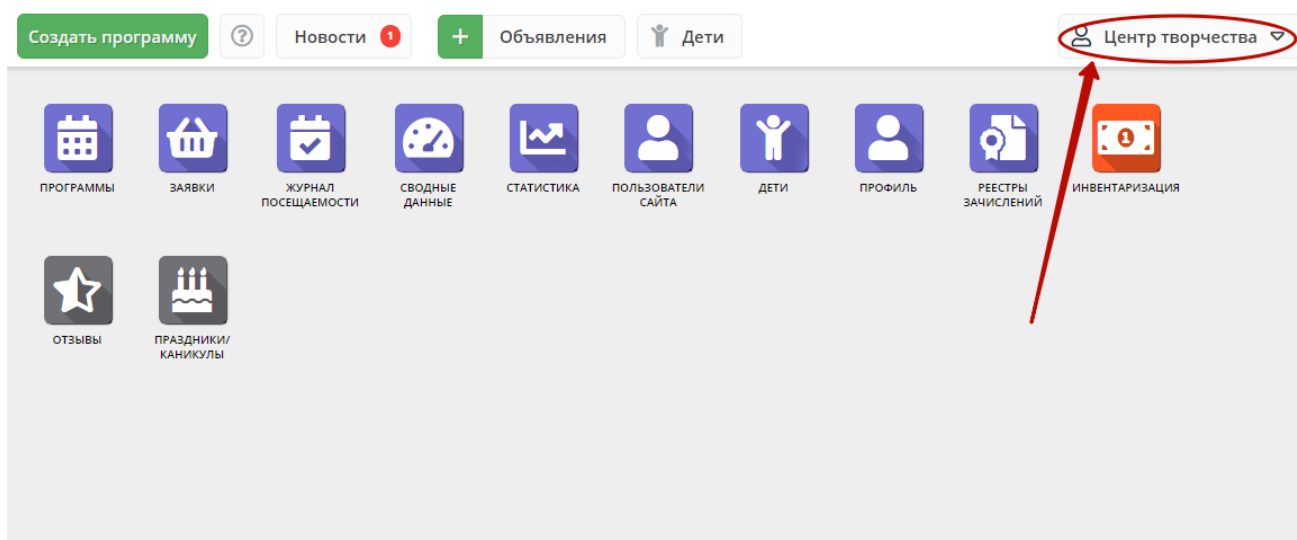 Создать программу
?
Новости 1
+ Объявления
Дети
Центр творчества
ПРОГРАММЫ
ЗАЯВКИ
ЖУРНАЛ
ПОСЕЩАЕМОСТИ
СВОДНЫЕ
ДАННЫЕ
СТАТИСТИКА
ПОЛЬЗОВАТЕЛИ
САЙТА
ДЕТИ
ПРОФИЛЬ
РЕЕСТРЫ
ЗАЧИСЛЕНИЙ
1
ИНВЕНТАРИЗАЦИЯ
ОТЗЫВЫ
ПРАЗДНИКИ/
КАНИКУЛЫ